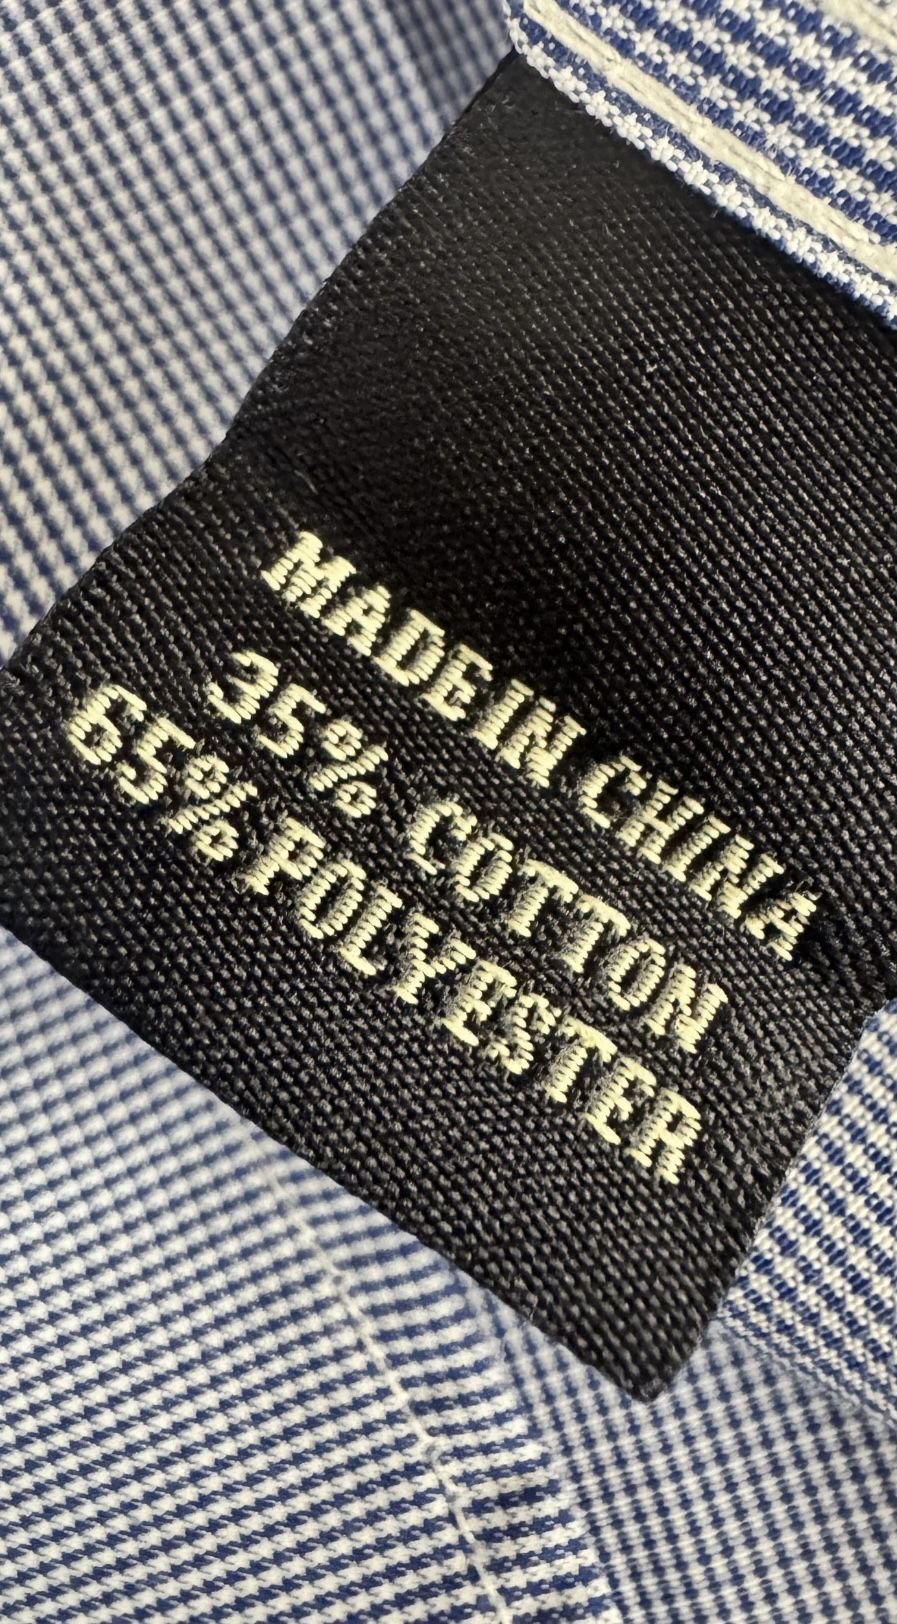 MADE IN CHINA
35% COTTON
65% POLYESTER